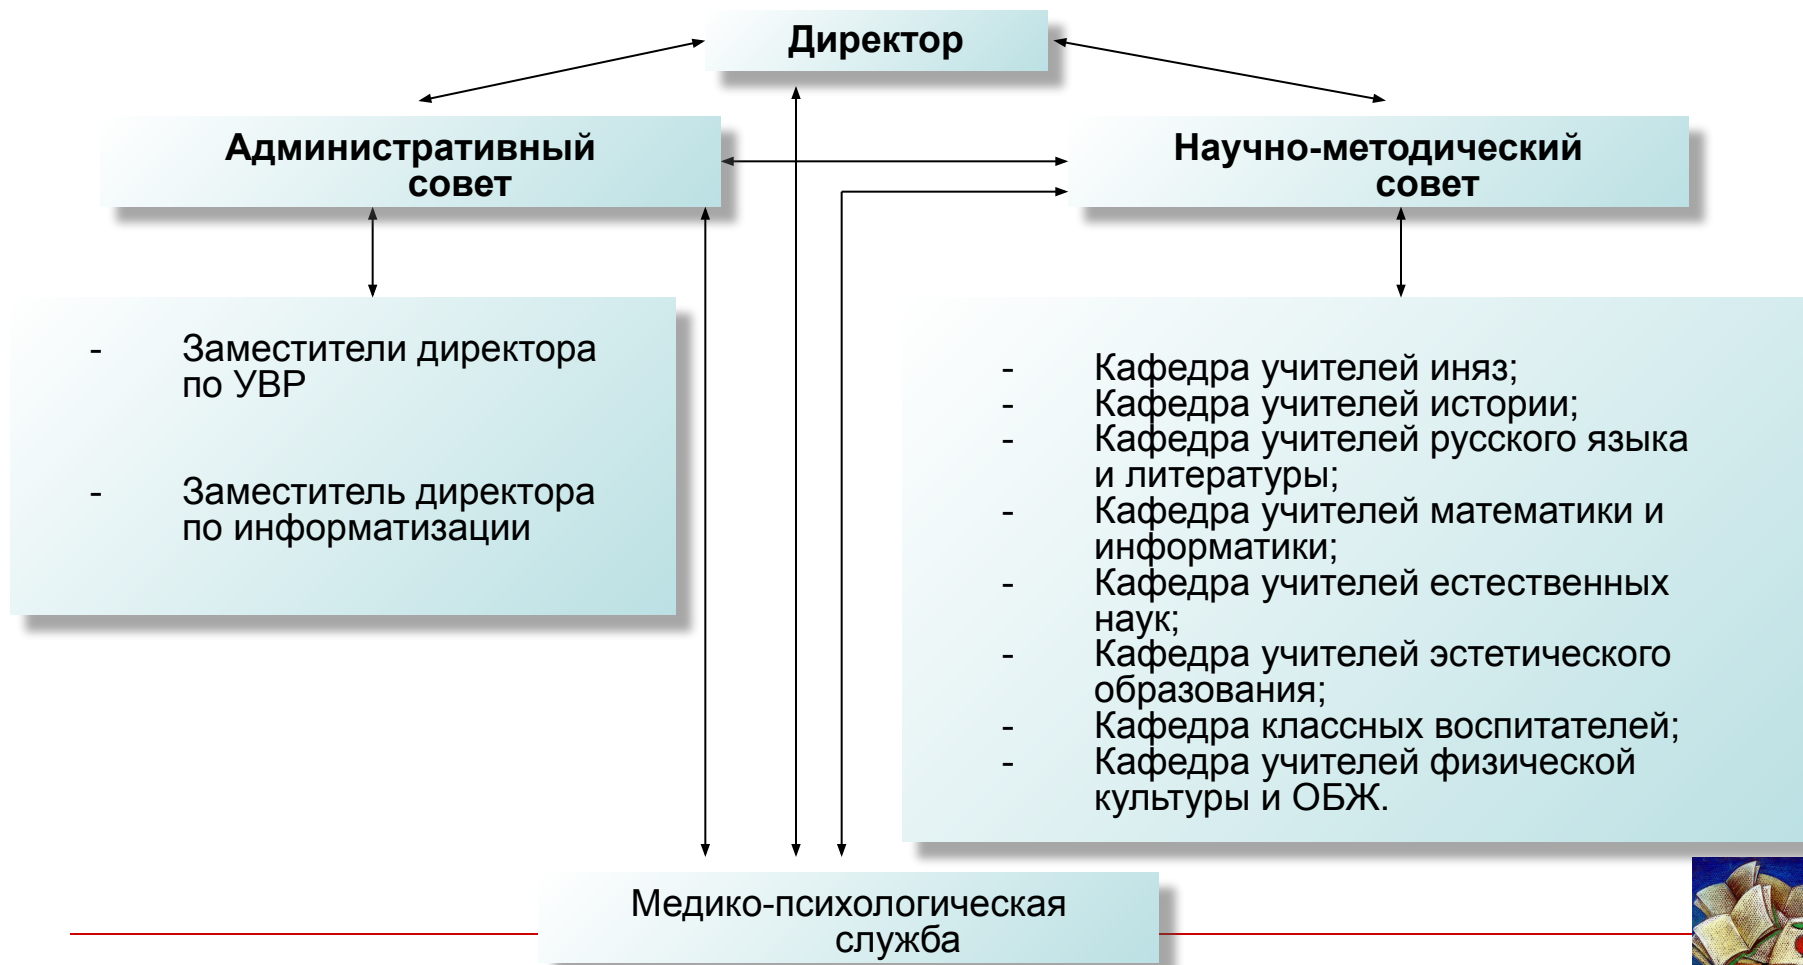 Директор
Административный
совет
Научно-методический
совет
- Заместители директора
по УВР
- Заместитель директора
по информатизации
- Кафедра учителей иняз;
- Кафедра учителей истории;
- Кафедра учителей русского языка
и литературы;
- Кафедра учителей математики и
информатики;
- Кафедра учителей естественных
наук;
- Кафедра учителей эстетического
образования;
- Кафедра классных воспитателей;
- Кафедра учителей физической
культуры и ОБЖ.
Медико-психологическая
служба